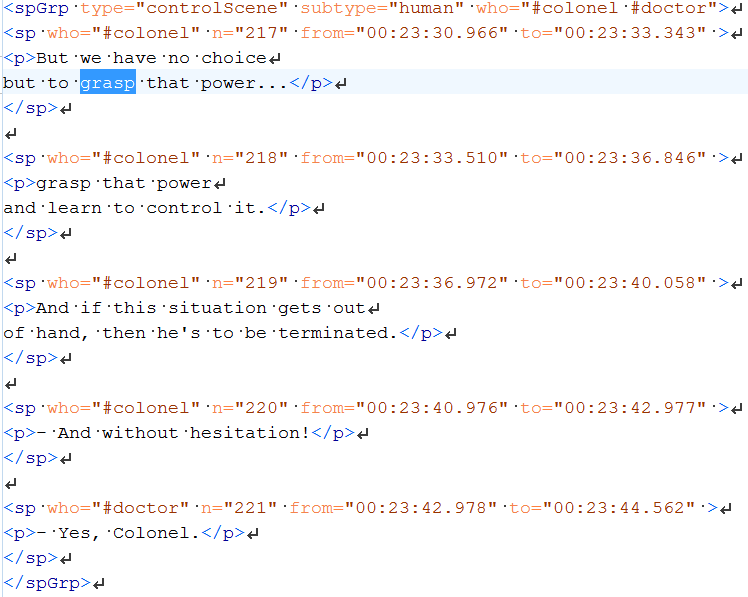 <spGrp type="controlScene" subtype="human" who="#colonel #doctor">
<sp who="#colonel" n="217" from="00:23:30.966" to="00:23:33.343" >
<p>But we have no choice
but to grasp that power...</p>
</sp>

<sp who="#colonel" n="218" from="00:23:33.510" to="00:23:36.846" >
<p>grasp that power
and learn to control it.</p>
</sp>

<sp who="#colonel" n="219" from="00:23:36.972" to="00:23:40.058" >
<p>And if this situation gets out
of hand, then he's to be terminated.</p>
</sp>

<sp who="#colonel" n="220" from="00:23:40.976" to="00:23:42.977" >
<p>- And without hesitation!</p>
</sp>

<sp who="#doctor" n="221" from="00:23:42.978" to="00:23:44.562" >
<p>- Yes, Colonel.</p>
</sp>
</spGrp>